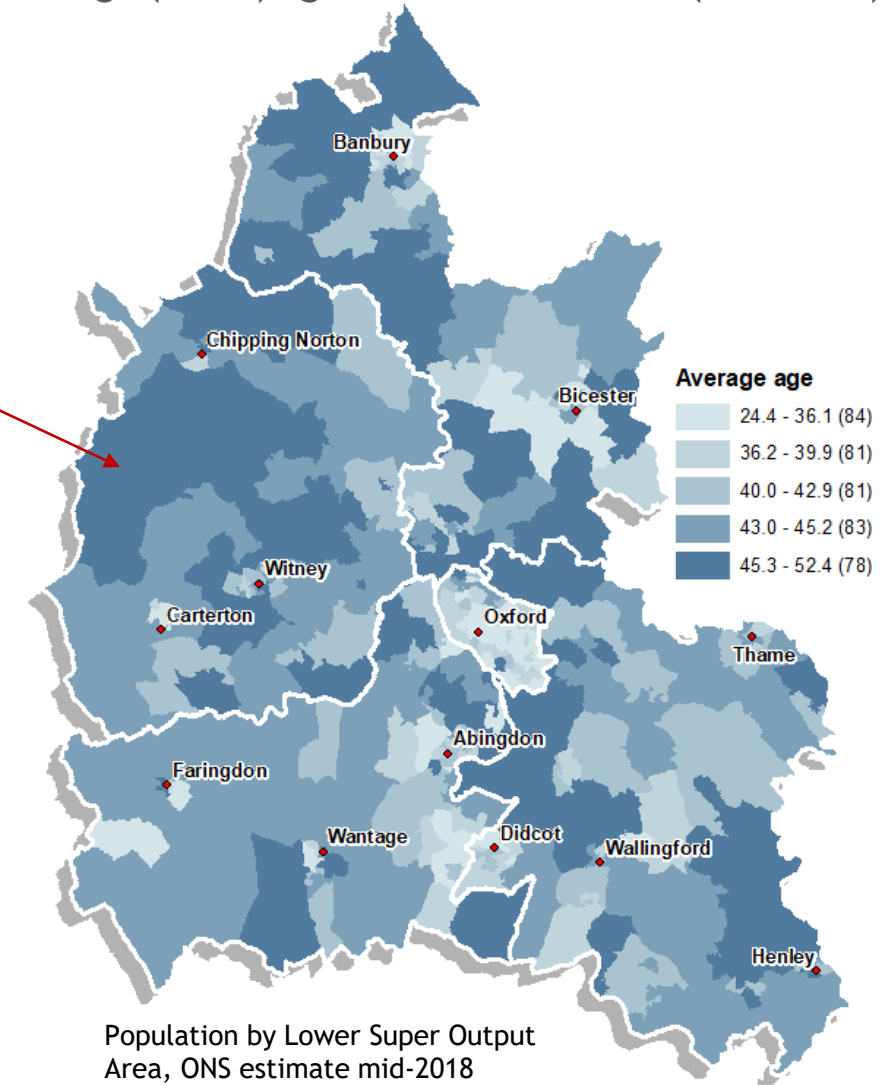 Banbury
Chipping Norton
Bicester
Average age
24.4 - 36.1 (84)
36.2 - 39.9 (81)
40.0 - 42.9 (81)
43.0 - 45.2 (83)
45.3 - 52.4 (78)
Witney
Carterton
Oxford
Thame
Abingdon
Faringdon
Wantage
Didcot
Wallingford
Henley
Population by Lower Super Output
Area, ONS estimate mid-2018